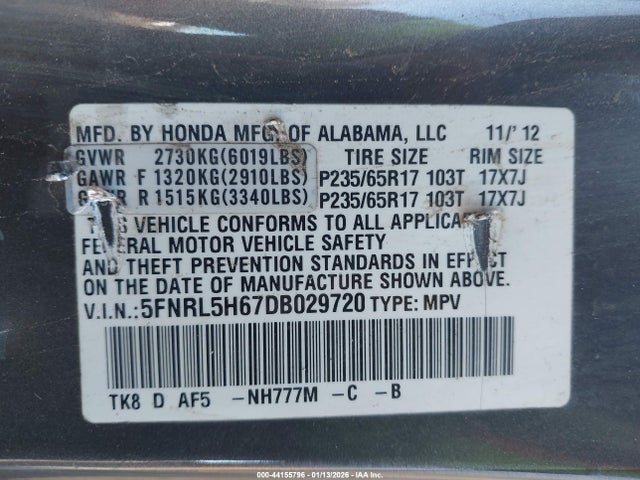 MFD. BY HONDA MFG. OF ALABAMA, LLC 11/' 12
GVWR 2730KG(6019LBS) TIRE SIZE RIM SIZE
GAWR F 1320KG(2910LBS) P235/65R17 103T 17X7J
R 1515KG(3340LBS) P235/65R17 103T 17X7J
VEHICLE CONFORMS TO ALL
MOTOR VEHICLE SAFETY
AND THEFT PREVENTION STANDARDS IN EFFECT
ON THE DATE OF MANUFACTURE SHOWN ABOVE.
V.I.N.:5FNRL5H67DB029720 TYPE: MPV
TK8 D AF5 -NH777M -C -B
000-44155796 - 01/13/2026 - IAA Inc.